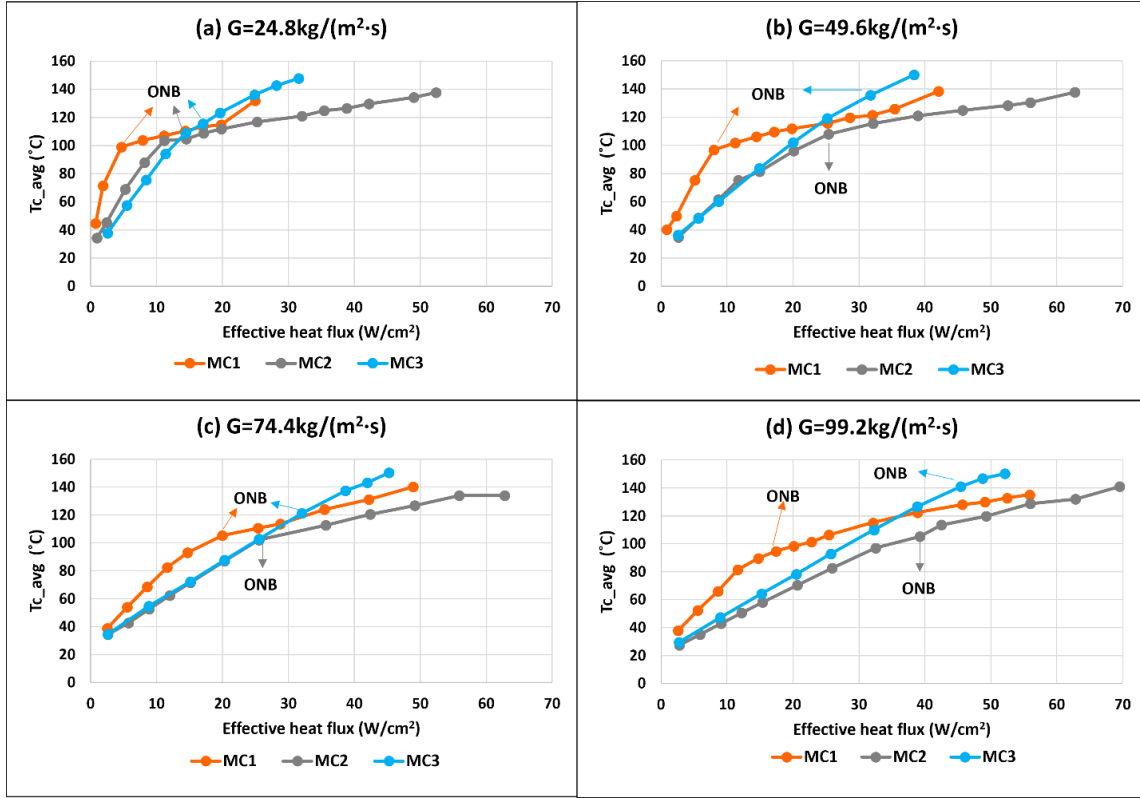 (a) G=24.8kg/(m²·s)
160
140
120
100
80
60
40
20
0
Tc_avg (°C)
ONB
0 10 20 30 40 50 60 70
Effective heat flux (W/cm²)
MC1 MC2 MC3
(b) G=49.6kg/(m²·s)
160
140
120
100
80
60
40
20
0
Tc_avg (°C)
ONB
ONB
0 10 20 30 40 50 60 70
Effective heat flux (W/cm²)
MC1 MC2 MC3
(c) G=74.4kg/(m²·s)
160
140
120
100
80
60
40
20
0
Tc_avg (°C)
ONB
ONB
0 10 20 30 40 50 60 70
Effective heat flux (W/cm²)
MC1 MC2 MC3
(d) G=99.2kg/(m²·s)
160
140
120
100
80
60
40
20
0
Tc_avg (°C)
ONB
ONB
ONB
0 10 20 30 40 50 60 70
Effective heat flux (W/cm²)
MC1 MC2 MC3